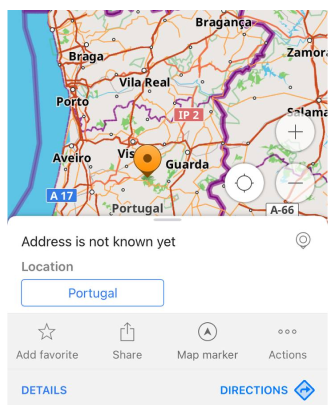 Bragança
Braga
Zamor
Vila Real
Porto
IP 2
Salama
Aveiro
Vis
Guarda
A 17
Portugal
A-66
Address is not known yet
Location
Portugal
Add favorite
Share
Map marker
Actions
DETAILS
DIRECTIONS